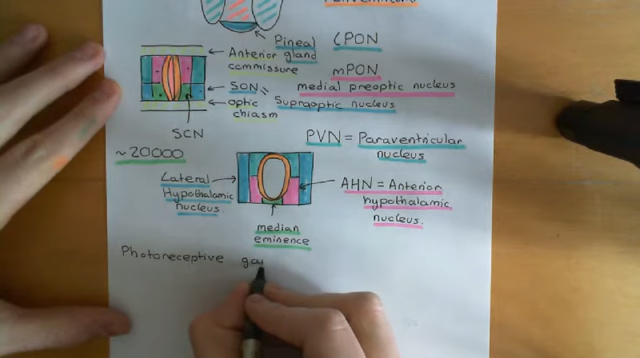 Pineal
gland
LPON
Anterior
commissure
mPON
SON =
medial preoptic nucleus
optic
chiasm
Supraoptic nucleus
SCN
~20000
PVN = Paraventricular
nucleus
Lateral
Hypothalamic
nucleus
AHN = Anterior
hypothalamic
nucleus.
median
eminence
Photoreceptive ga